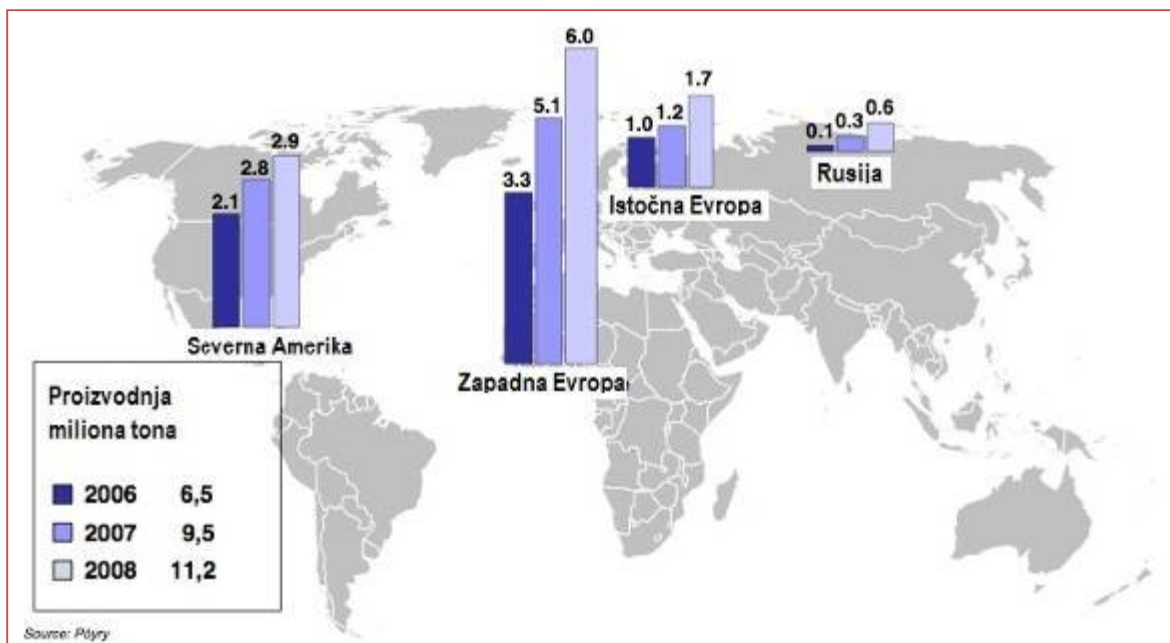 6.0
5.1
3.3
Zapadna Evropa
1.0
1.2
1.7
Istočna Evropa
0.1
0.3
0.6
Rusija
2.1
2.8
2.9
Severna Amerika
Proizvodnja
miliona tona
2006 6,5
2007 9,5
2008 11,2
Source: Pöyry